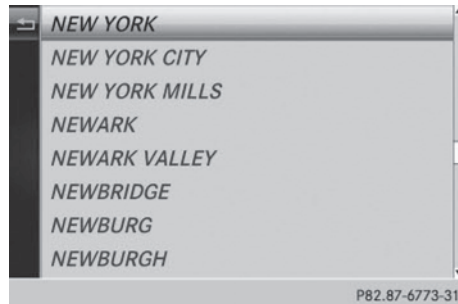 NEW YORK
NEW YORK CITY
NEW YORK MILLS
NEWARK
NEWARK VALLEY
NEWBRIDGE
NEWBURG
NEWBURGH
P82.87-6773-31